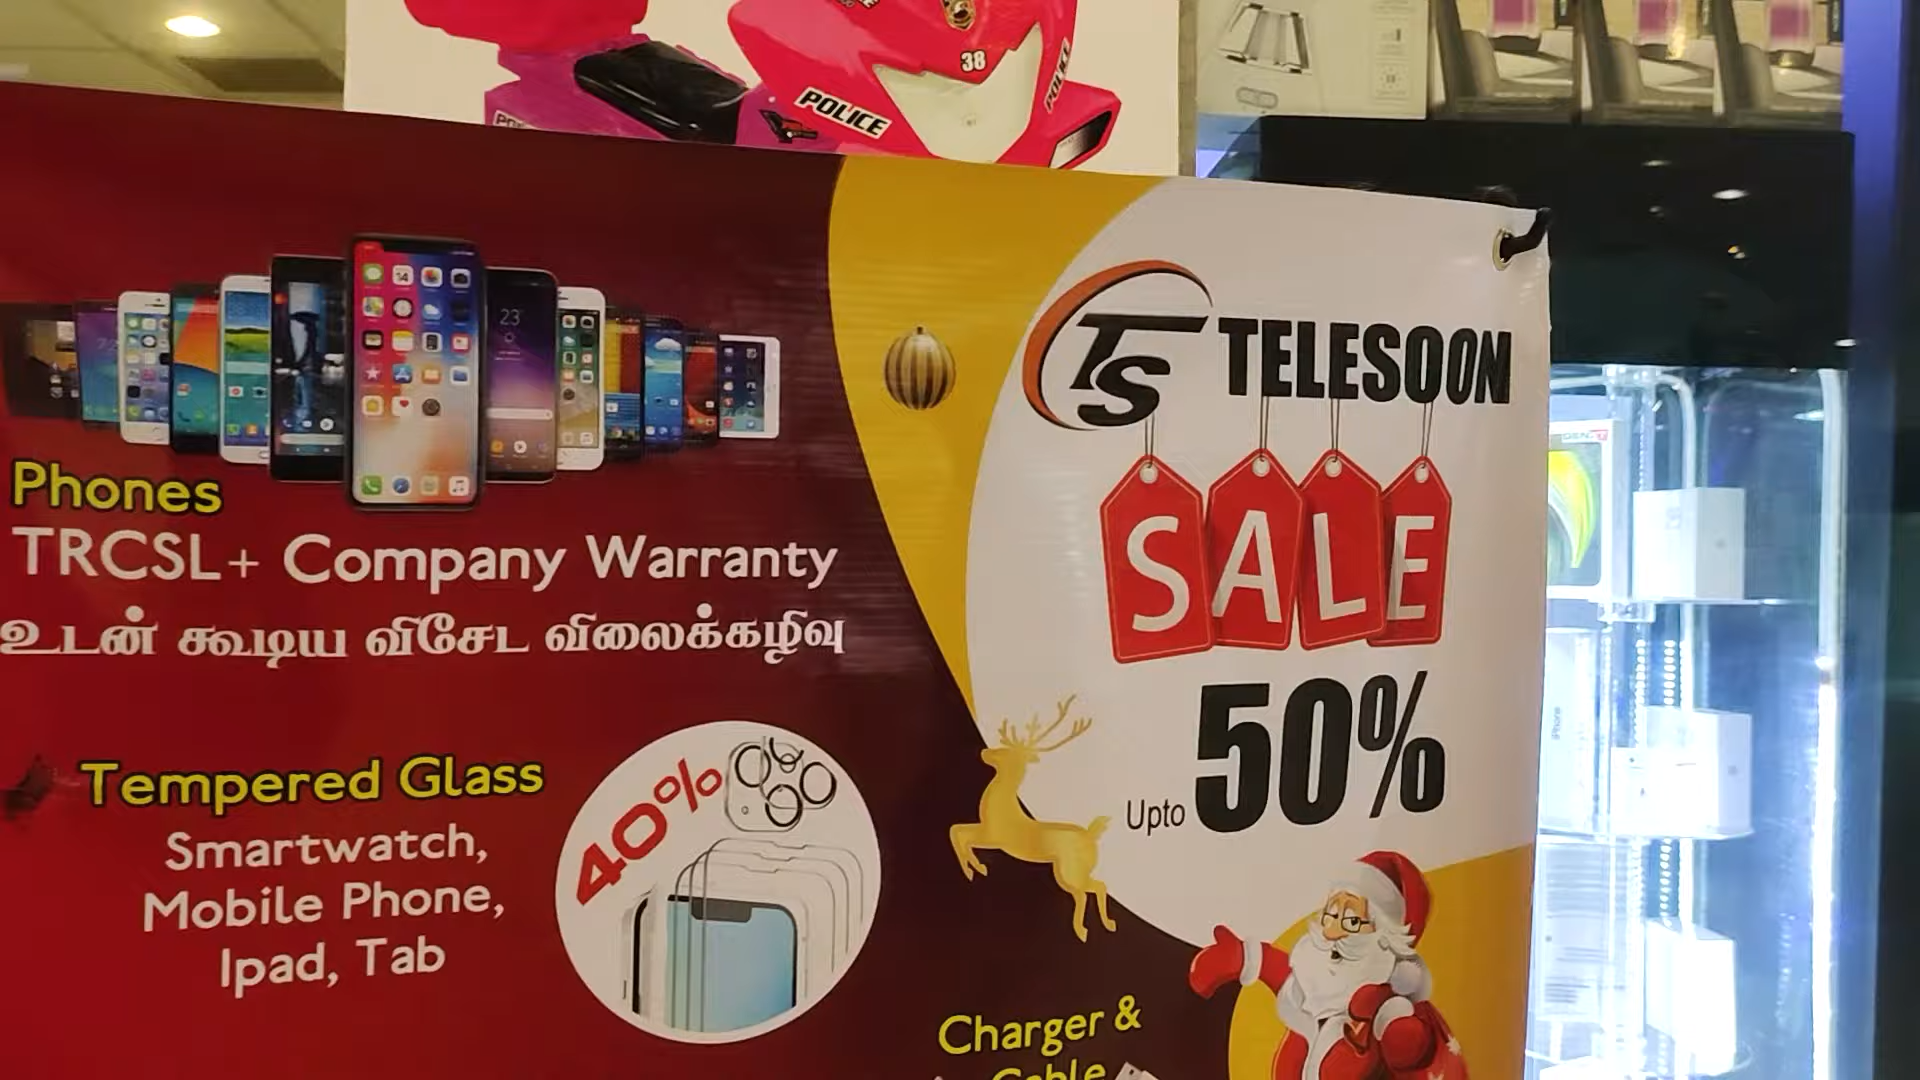 POLICE
38
POLICE
TS TELESOON
SALE
Upto 50%
Phones
TRCSL+ Company Warranty
உடன் கூடிய விசேட விலைக்கழிவு
Tempered Glass
Smartwatch,
Mobile Phone,
Ipad, Tab
40%
Charger &
Cable